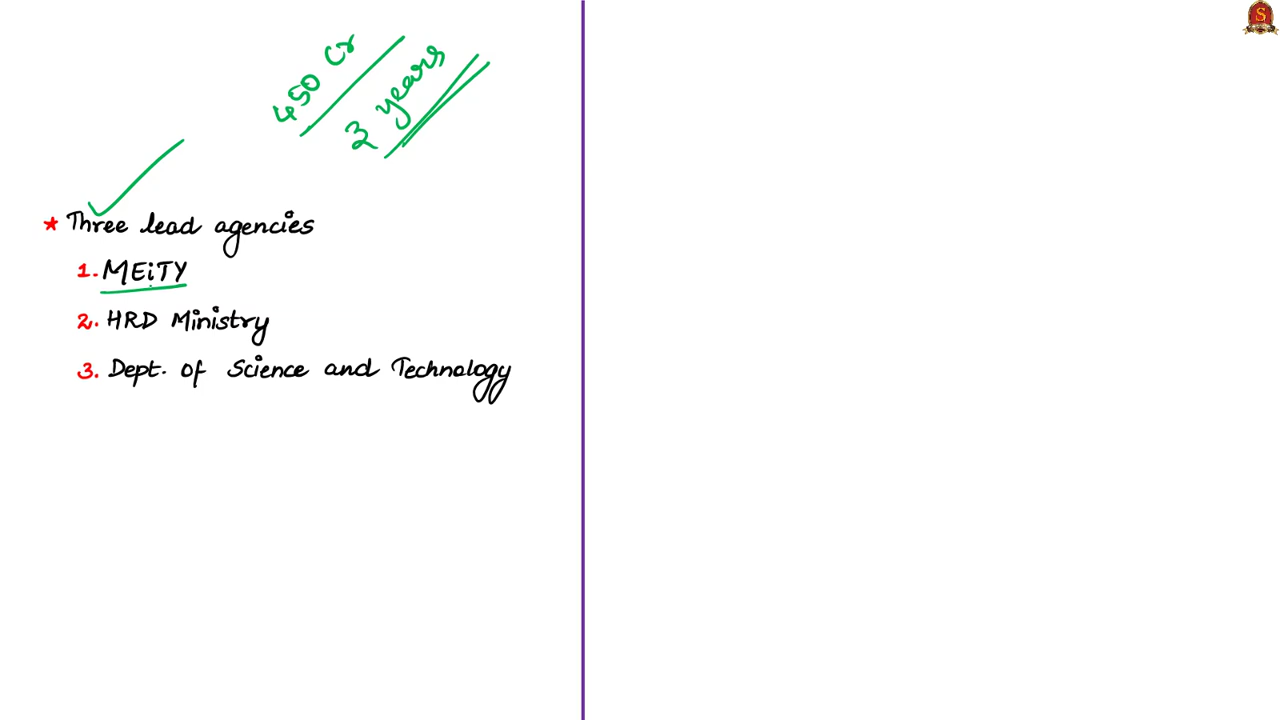 450 Cr
3 years
* Three lead agencies
1. MEiTY
2. HRD Ministry
3. Dept. of Science and Technology
S